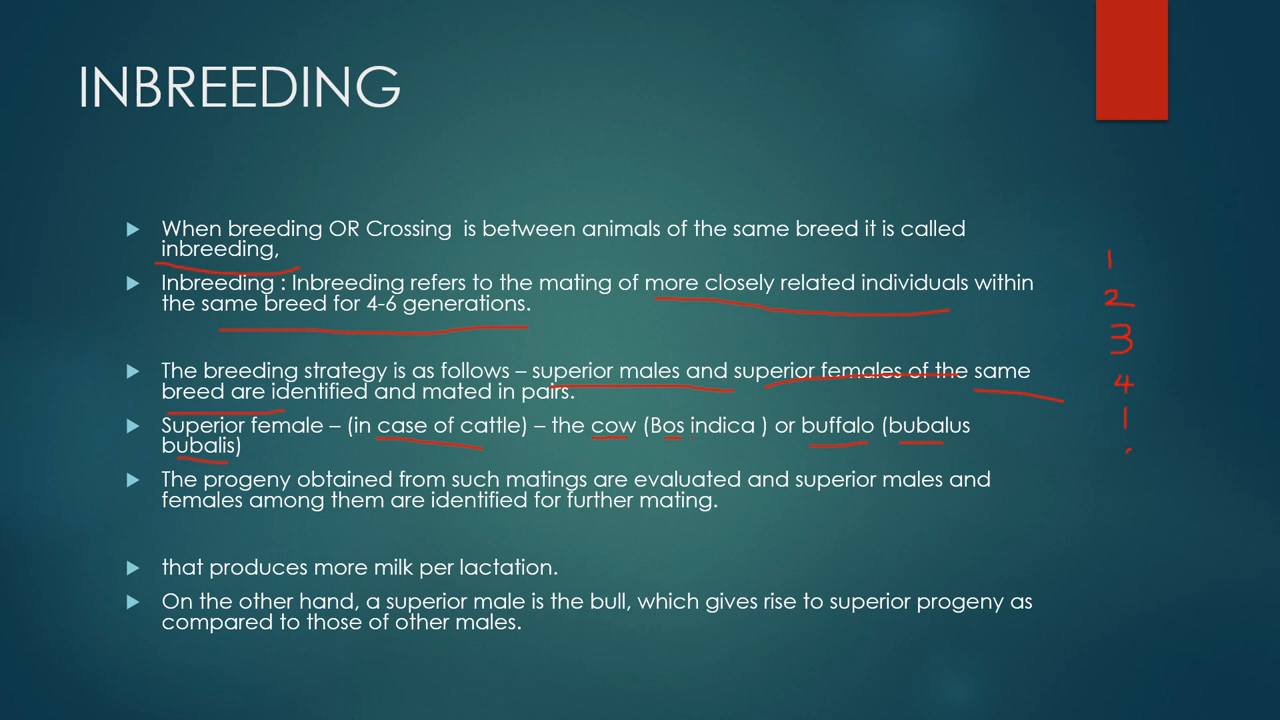 INBREEDING
When breeding OR Crossing is between animals of the same breed it is called
inbreeding,
Inbreeding : Inbreeding refers to the mating of more closely related individuals within
the same breed for 4-6 generations.
The breeding strategy is as follows – superior males and superior females of the same
breed are identified and mated in pairs.
Superior female – (in case of cattle) – the cow (Bos indica ) or buffalo (bubalus
bubalis)
The progeny obtained from such matings are evaluated and superior males and
females among them are identified for further mating.
that produces more milk per lactation.
On the other hand, a superior male is the bull, which gives rise to superior progeny as
compared to those of other males.
1
2
3
4